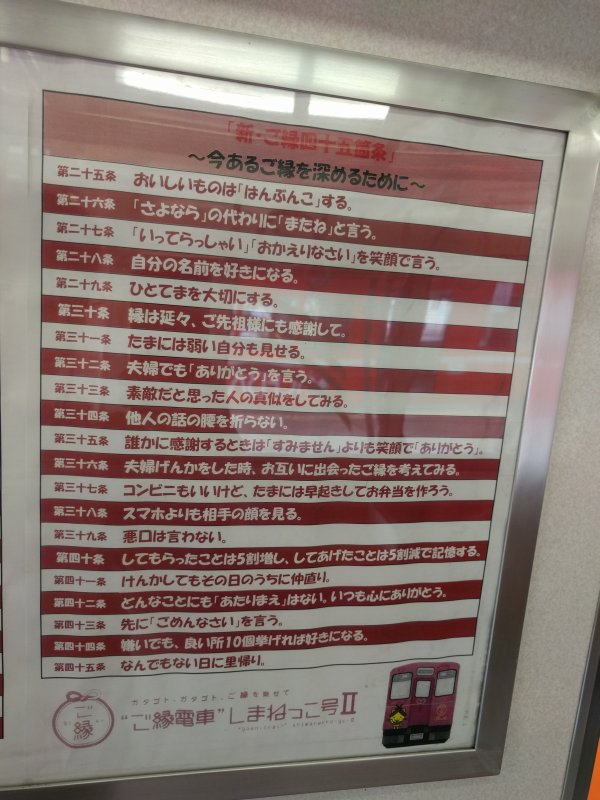 「新・ご縁四十五箇条」
～今あるご縁を深めるために～
第二十五条 おいしいものは「はんぶんこ」する。
第二十六条 「さよなら」の代わりに「またね」と言う。
第二十七条 「いってらっしゃい」「おかえりなさい」を笑顔で言う。
第二十八条 自分の名前を好きになる。
第二十九条 ひとてまを大切にする。
第三十条 縁は延々、ご先祖様にも感謝して。
第三十一条 たまには弱い自分も見せる。
第三十二条 夫婦でも「ありがとう」を言う。
第三十三条 素敵だと思った人の真似をしてみる。
第三十四条 他人の話の腰を折らない。
第三十五条 誰かに感謝するときは「すみません」よりも笑顔で「ありがとう」。
第三十六条 夫婦げんかをした時、お互いに出会ったご縁を考えてみる。
第三十七条 コンビニもいいけど、たまには早起きしてお弁当を作ろう。
第三十八条 スマホよりも相手の顔を見る。
第三十九条 悪口は言わない。
第四十条 してもらったことは5割増し、してあげたことは5割減で記憶する。
第四十一条 けんかしてもその日のうちに仲直り。
第四十二条 どんなことにも「あたりまえ」はない。いつも心にありがとう。
第四十三条 先に「ごめんなさい」を言う。
第四十四条 嫌いでも、良い所10個挙げれば好きになる。
第四十五条 なんでもない日に里帰り。
ご縁
ガタゴト、ガタゴト、ご縁を乗せて
"ご縁電車"しまねっこ号Ⅱ
"goen-train" shimanekko-go-Ⅱ